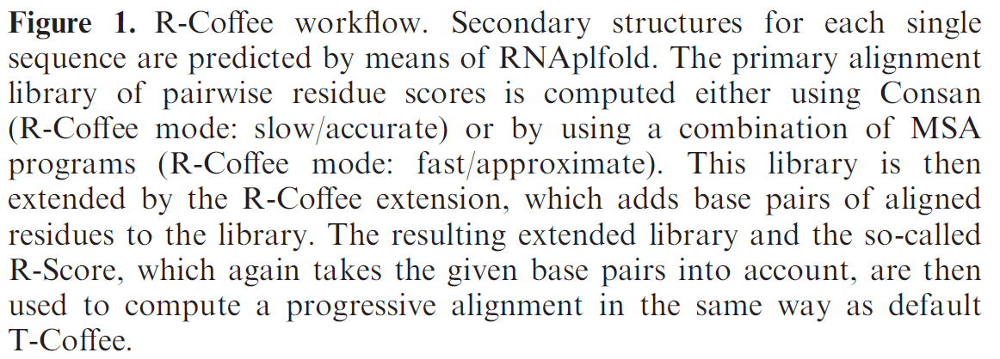 Figure 1. R-Coffee workflow. Secondary structures for each single
sequence are predicted by means of RNAplfold. The primary alignment
library of pairwise residue scores is computed either using Consan
(R-Coffee mode: slow/accurate) or by using a combination of MSA
programs (R-Coffee mode: fast/approximate). This library is then
extended by the R-Coffee extension, which adds base pairs of aligned
residues to the library. The resulting extended library and the so-called
R-Score, which again takes the given base pairs into account, are then
used to compute a progressive alignment in the same way as default
T-Coffee.